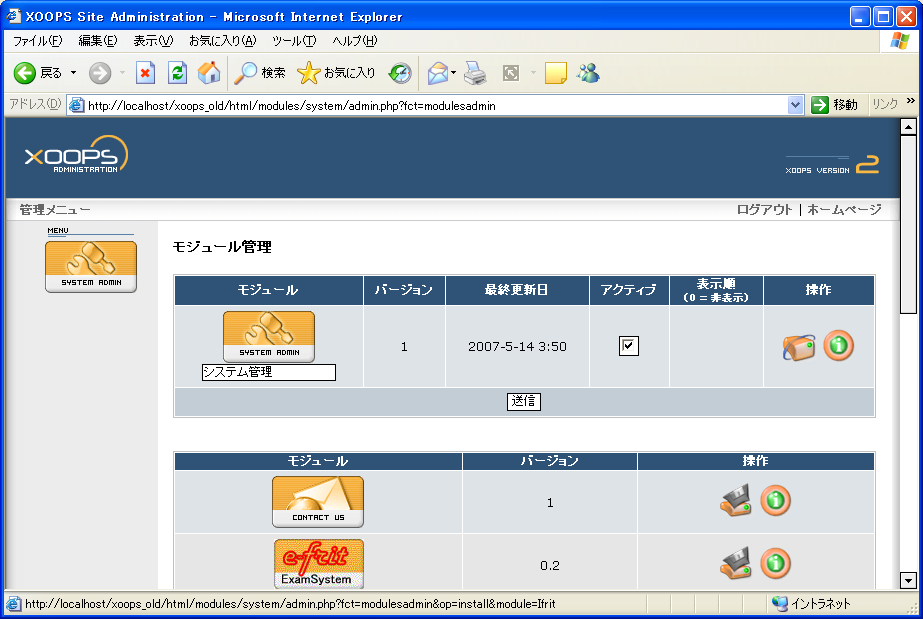 XOOPS Site Administration - Microsoft Internet Explorer
ファイル(F) 編集(E) 表示(V) お気に入り(A) ツール(T) ヘルプ(H)
戻る 検索 お気に入り
アドレス(D) http://localhost/xoops_old/html/modules/system/admin.php?fct=modulesadmin 移動 リンク »
XOOPS
ADMINISTRATION
XOOPS VERSION 2
管理メニュー ログアウト | ホームページ
MENU
SYSTEM ADMIN
モジュール管理
モジュール バージョン 最終更新日 アクティブ 表示順 操作
(0 = 非表示)
SYSTEM ADMIN
1 2007-5-14 3:50
システム管理
送信
モジュール バージョン 操作
CONTACT US
1
e-frit
ExamSystem
0.2
http://localhost/xoops_old/html/modules/system/admin.php?fct=modulesadmin&op=install&module=Ifrit イントラネット